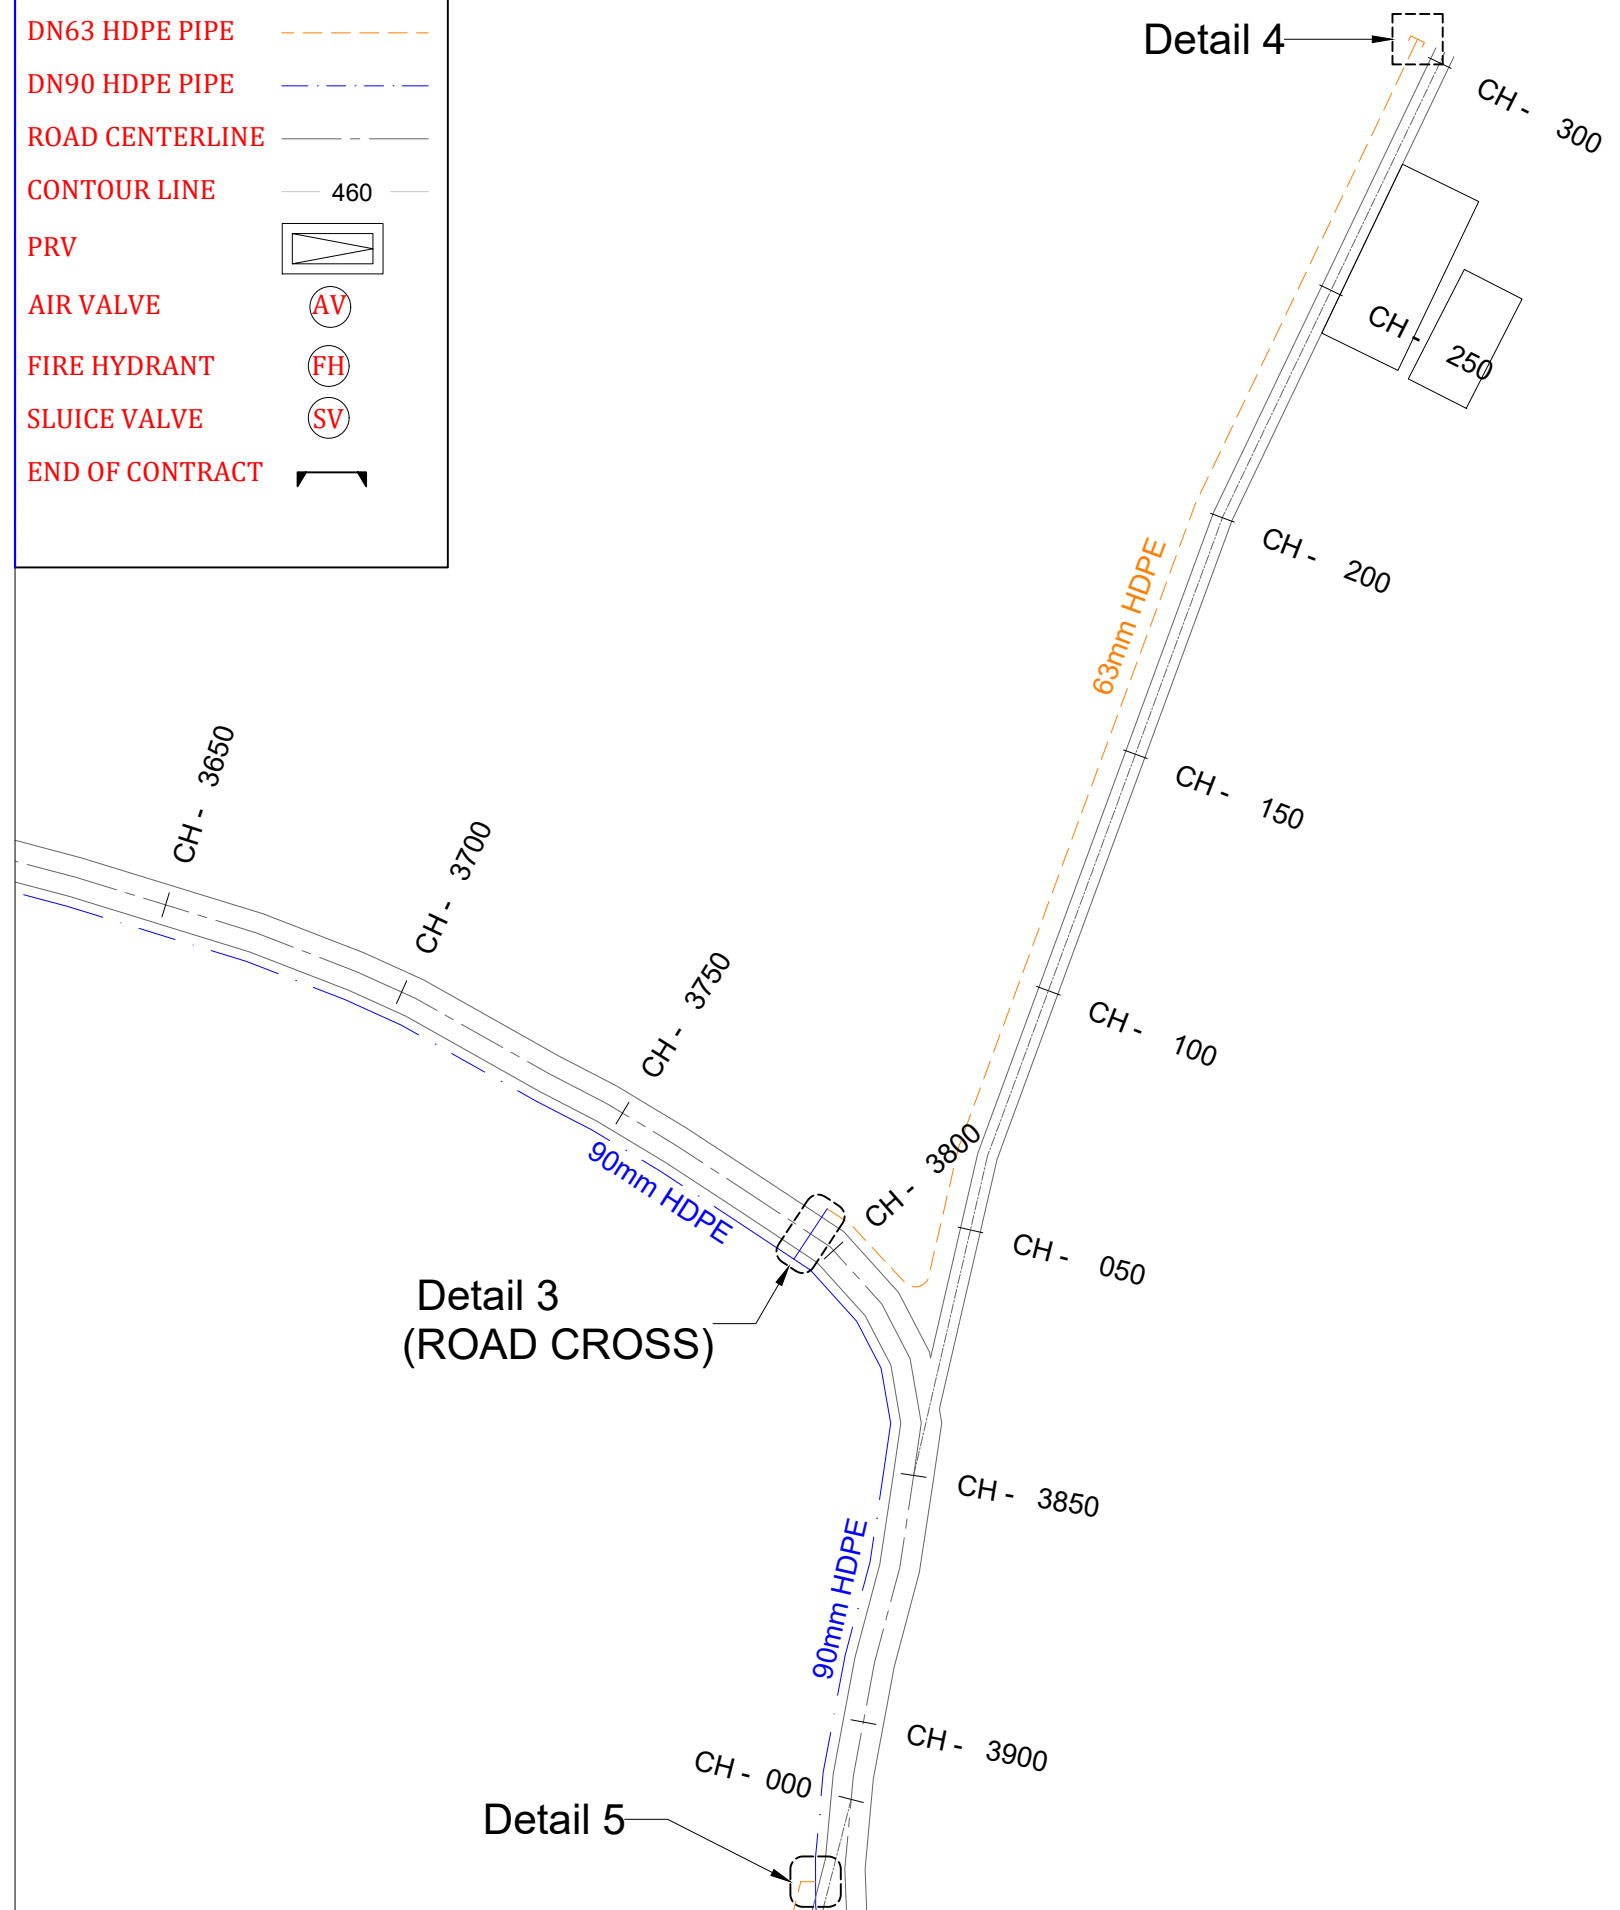 DN63 HDPE PIPE
DN90 HDPE PIPE
ROAD CENTERLINE
CONTOUR LINE 460
PRV
AIR VALVE AV
FIRE HYDRANT FH
SLUICE VALVE SV
END OF CONTRACT
Detail 4
CH - 300
CH - 250
CH - 200
63mm HDPE
CH - 150
CH - 3650
CH - 3700
CH - 3750
CH - 100
CH - 3800
90mm HDPE
CH - 050
Detail 3
(ROAD CROSS)
CH - 3850
90mm HDPE
CH - 3900
CH - 000
Detail 5